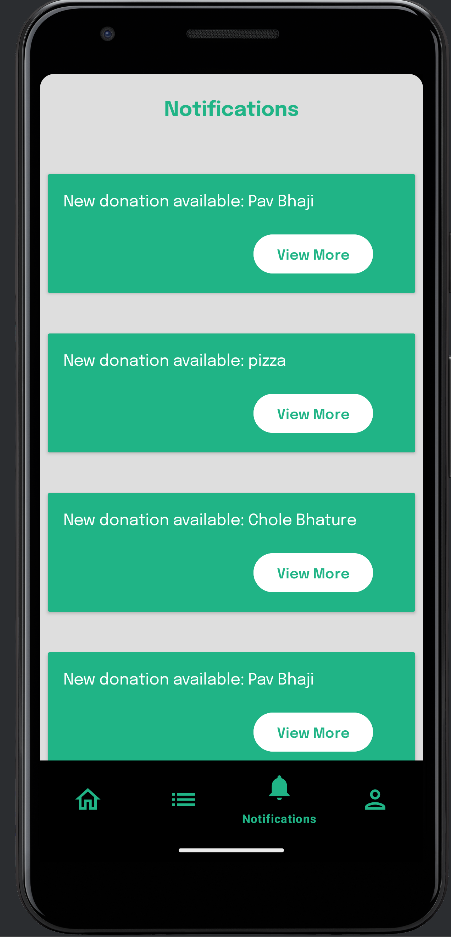 Notifications
New donation available: Pav Bhaji
View More
New donation available: pizza
View More
New donation available: Chole Bhature
View More
New donation available: Pav Bhaji
View More
Notifications